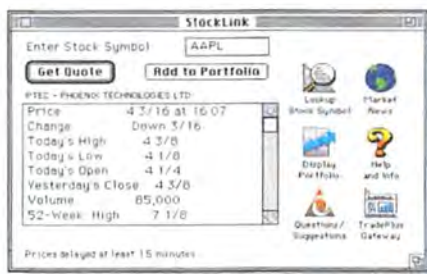 StockLink
Enter Stock Symbol AAPL
Get Quote Add to Portfolio
PTEC - PHOENIX TECHNOLOGIES LTD
Price 4 3/16 at 16:07
Change Down 3/16
Today's High 4 3/8
Today's Low 4 1/8
Today's Open 4 1/4
Yesterday's Close 4 3/8
Volume 85,000
52-Week High 7 1/8
Prices delayed at least 15 minutes
Lookup
Stock Symbol
Market
News
Display
Portfolio
Help
and Info
Questions/
Suggestions
TradePlus
Gateway